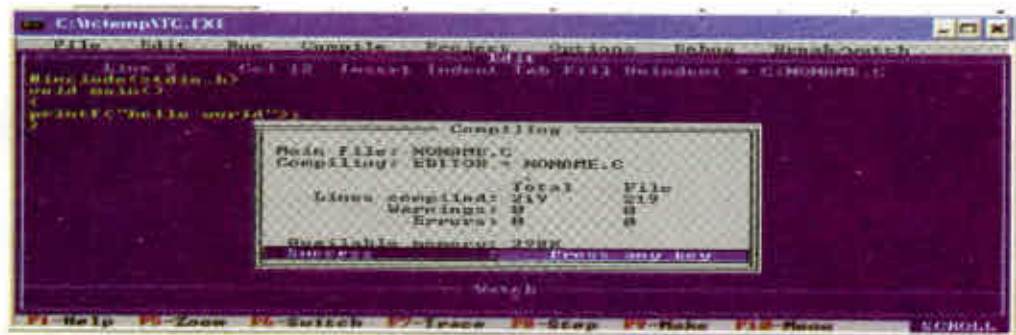 C:\tctemp\TC.EXE
File Edit Run Compile Project Options Debug Break/watch
Edit
Line 2 Col 12 Insert Indent Tab Fill Unindent * C:NONAME.C
#include<stdio.h>
void main()
{
printf("hello world");
}
Compiling
Main file: NONAME.C
Compiling: EDITOR → NONAME.C
Total File
Lines compiled: 219 219
Warnings: 0 0
Errors: 0 0
Available memory: 298K
Success : Press any key
Watch
F1-Help F5-Zoom F6-Switch F7-Trace F8-Step F9-Make F10-Menu SCROLL